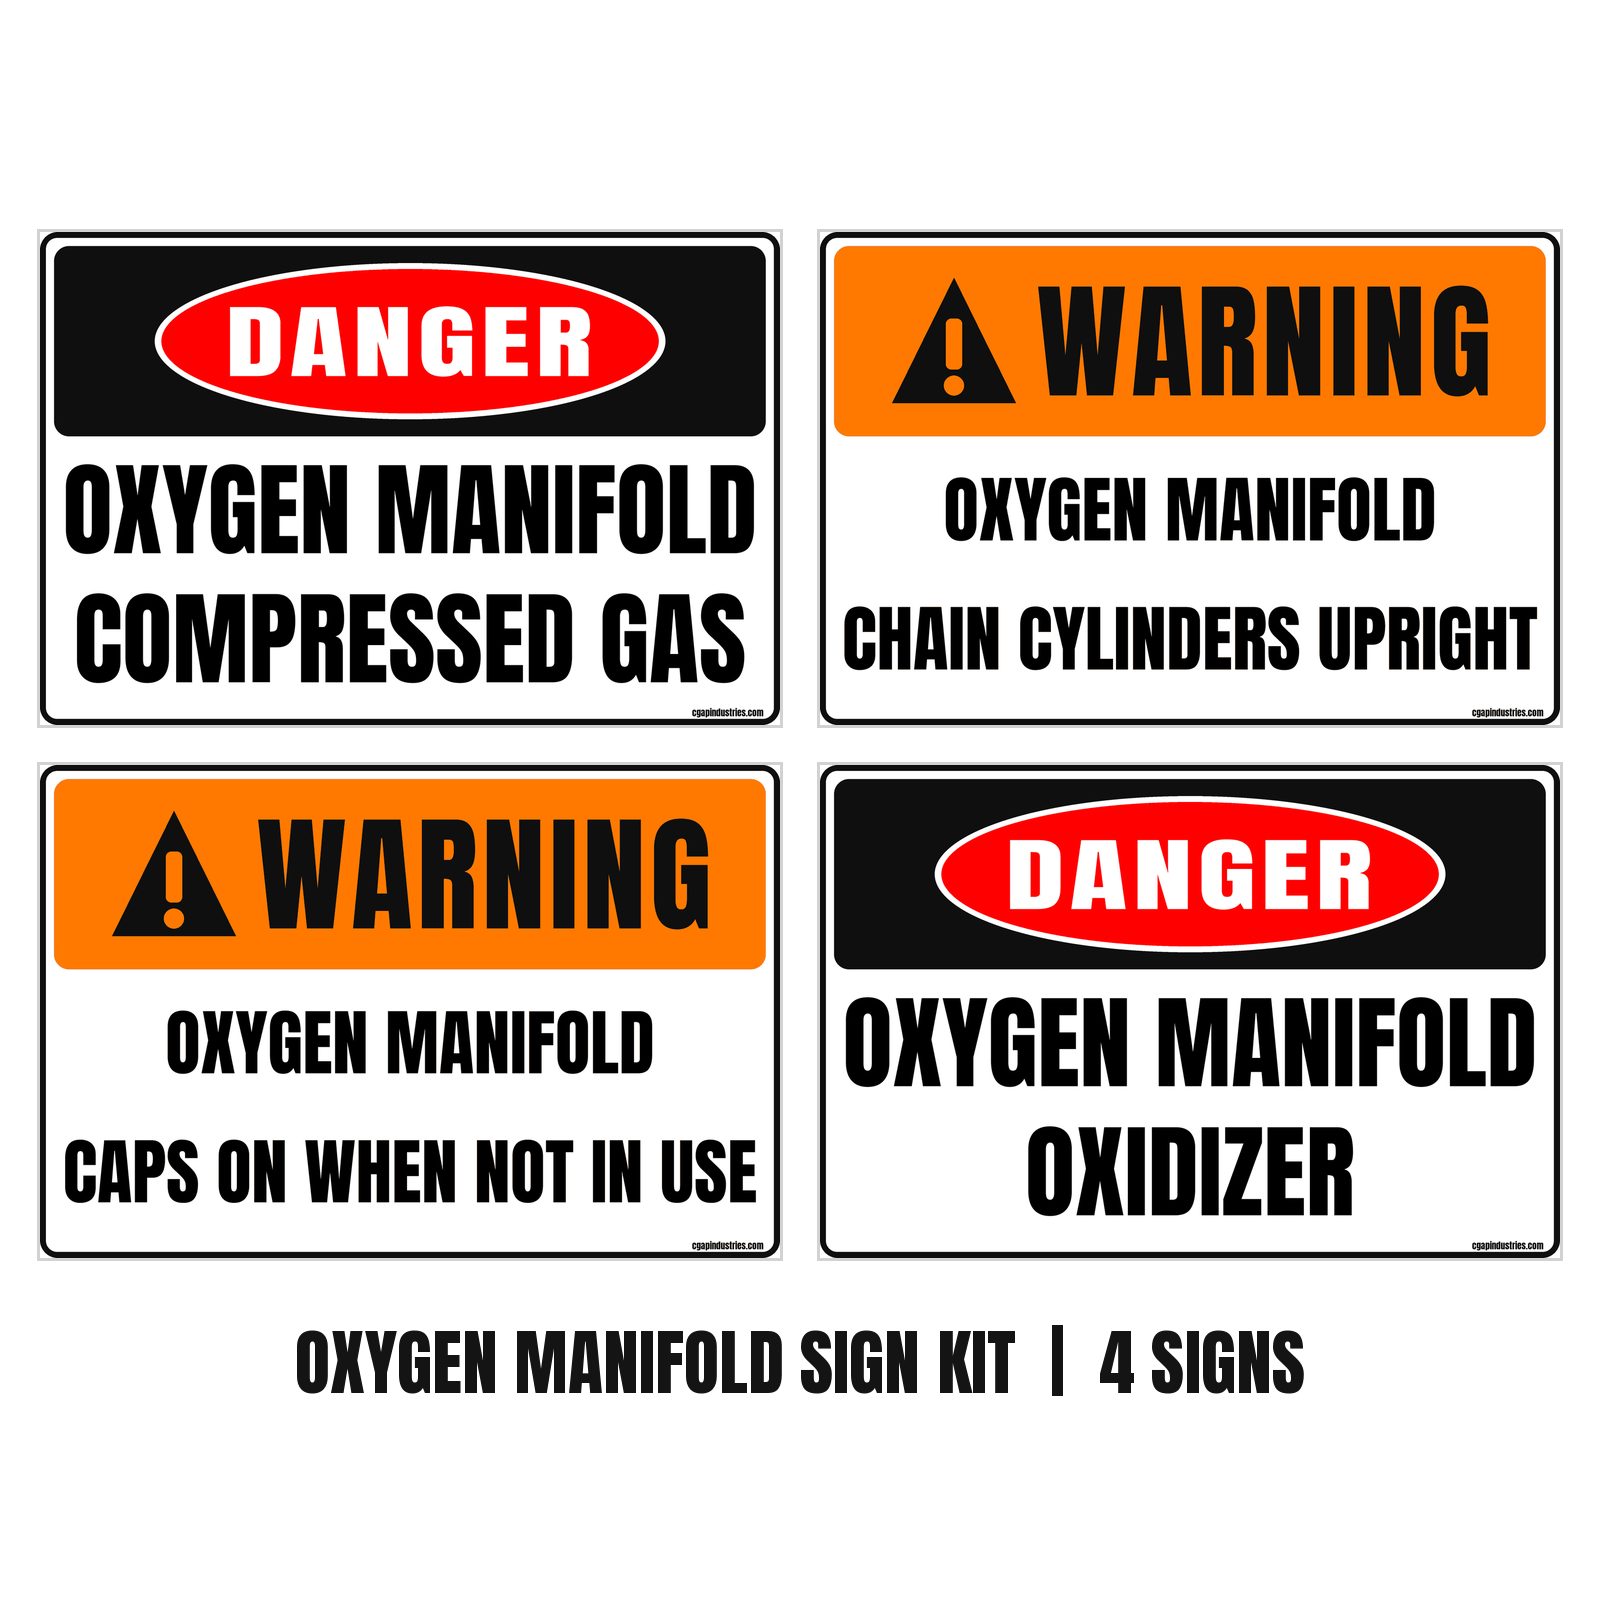 DANGER
OXYGEN MANIFOLD
COMPRESSED GAS
cgapindustries.com
WARNING
OXYGEN MANIFOLD
CHAIN CYLINDERS UPRIGHT
cgapindustries.com
WARNING
OXYGEN MANIFOLD
CAPS ON WHEN NOT IN USE
cgapindustries.com
DANGER
OXYGEN MANIFOLD
OXIDIZER
cgapindustries.com
OXYGEN MANIFOLD SIGN KIT | 4 SIGNS